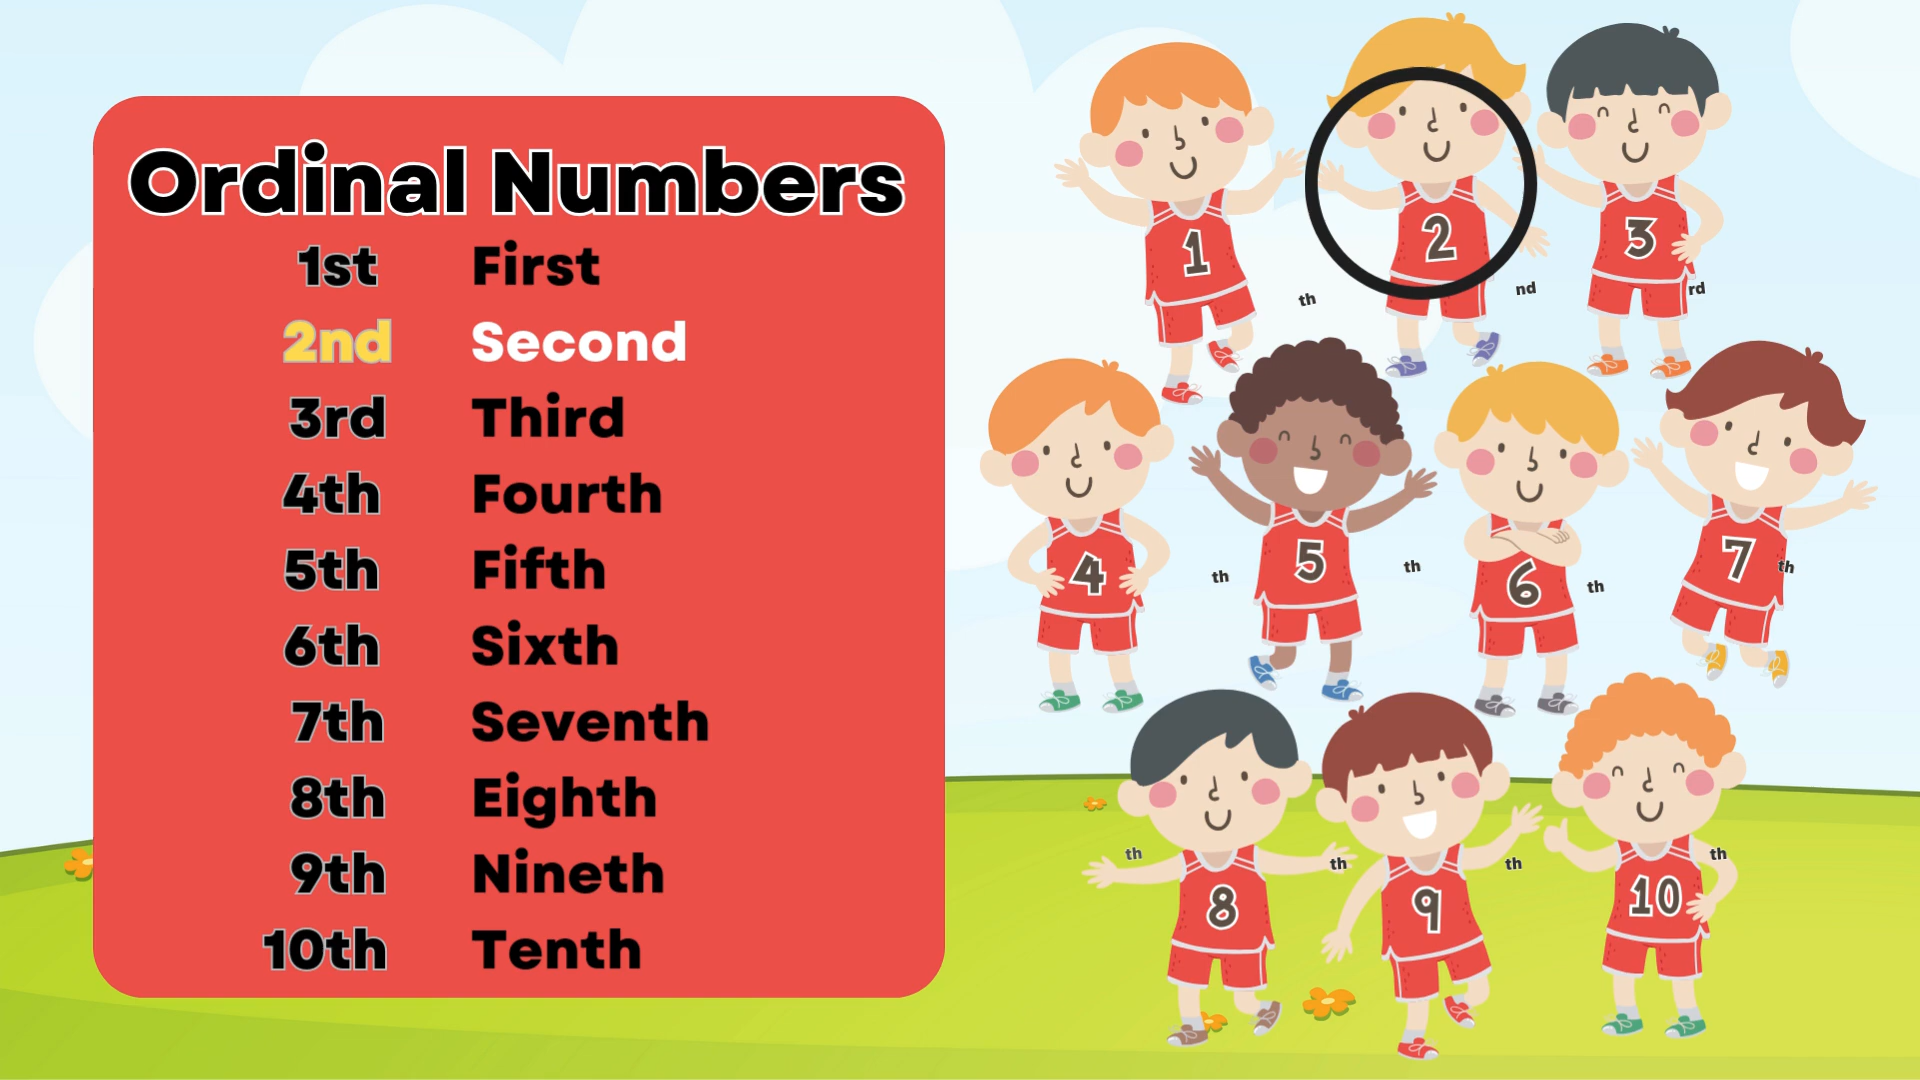 Ordinal Numbers
1st First
2nd Second
3rd Third
4th Fourth
5th Fifth
6th Sixth
7th Seventh
8th Eighth
9th Nineth
10th Tenth
1 2 3
th nd rd
4 5 6 7
th th th th
th th th th
8 9 10